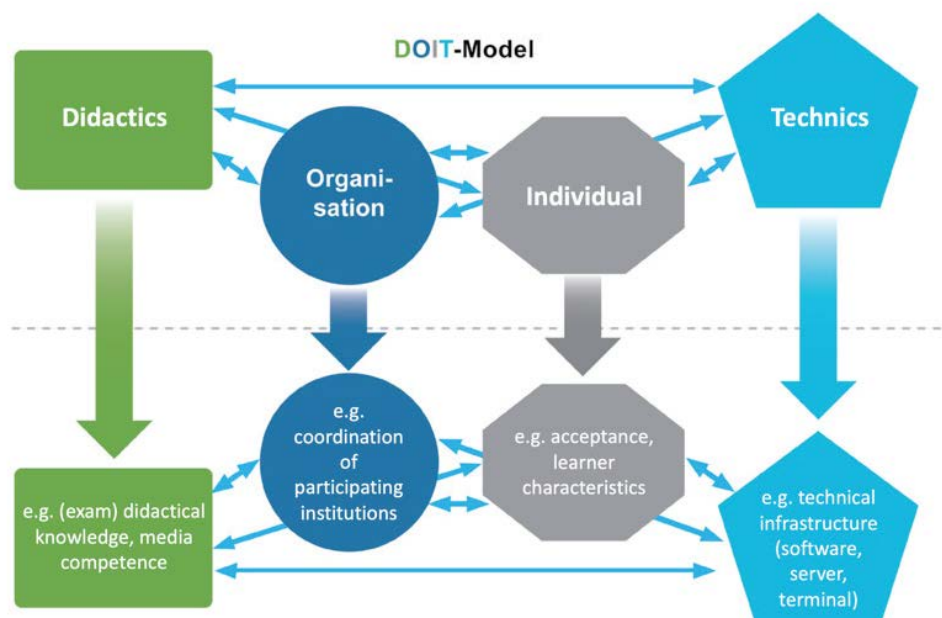 DOIT-Model
Didactics
Organi-
sation
Individual
Technics
e.g. (exam) didactical
knowledge, media
competence
e.g.
coordination
of
participating
institutions
e.g. acceptance,
learner
characteristics
e.g. technical
infrastructure
(software,
server,
terminal)